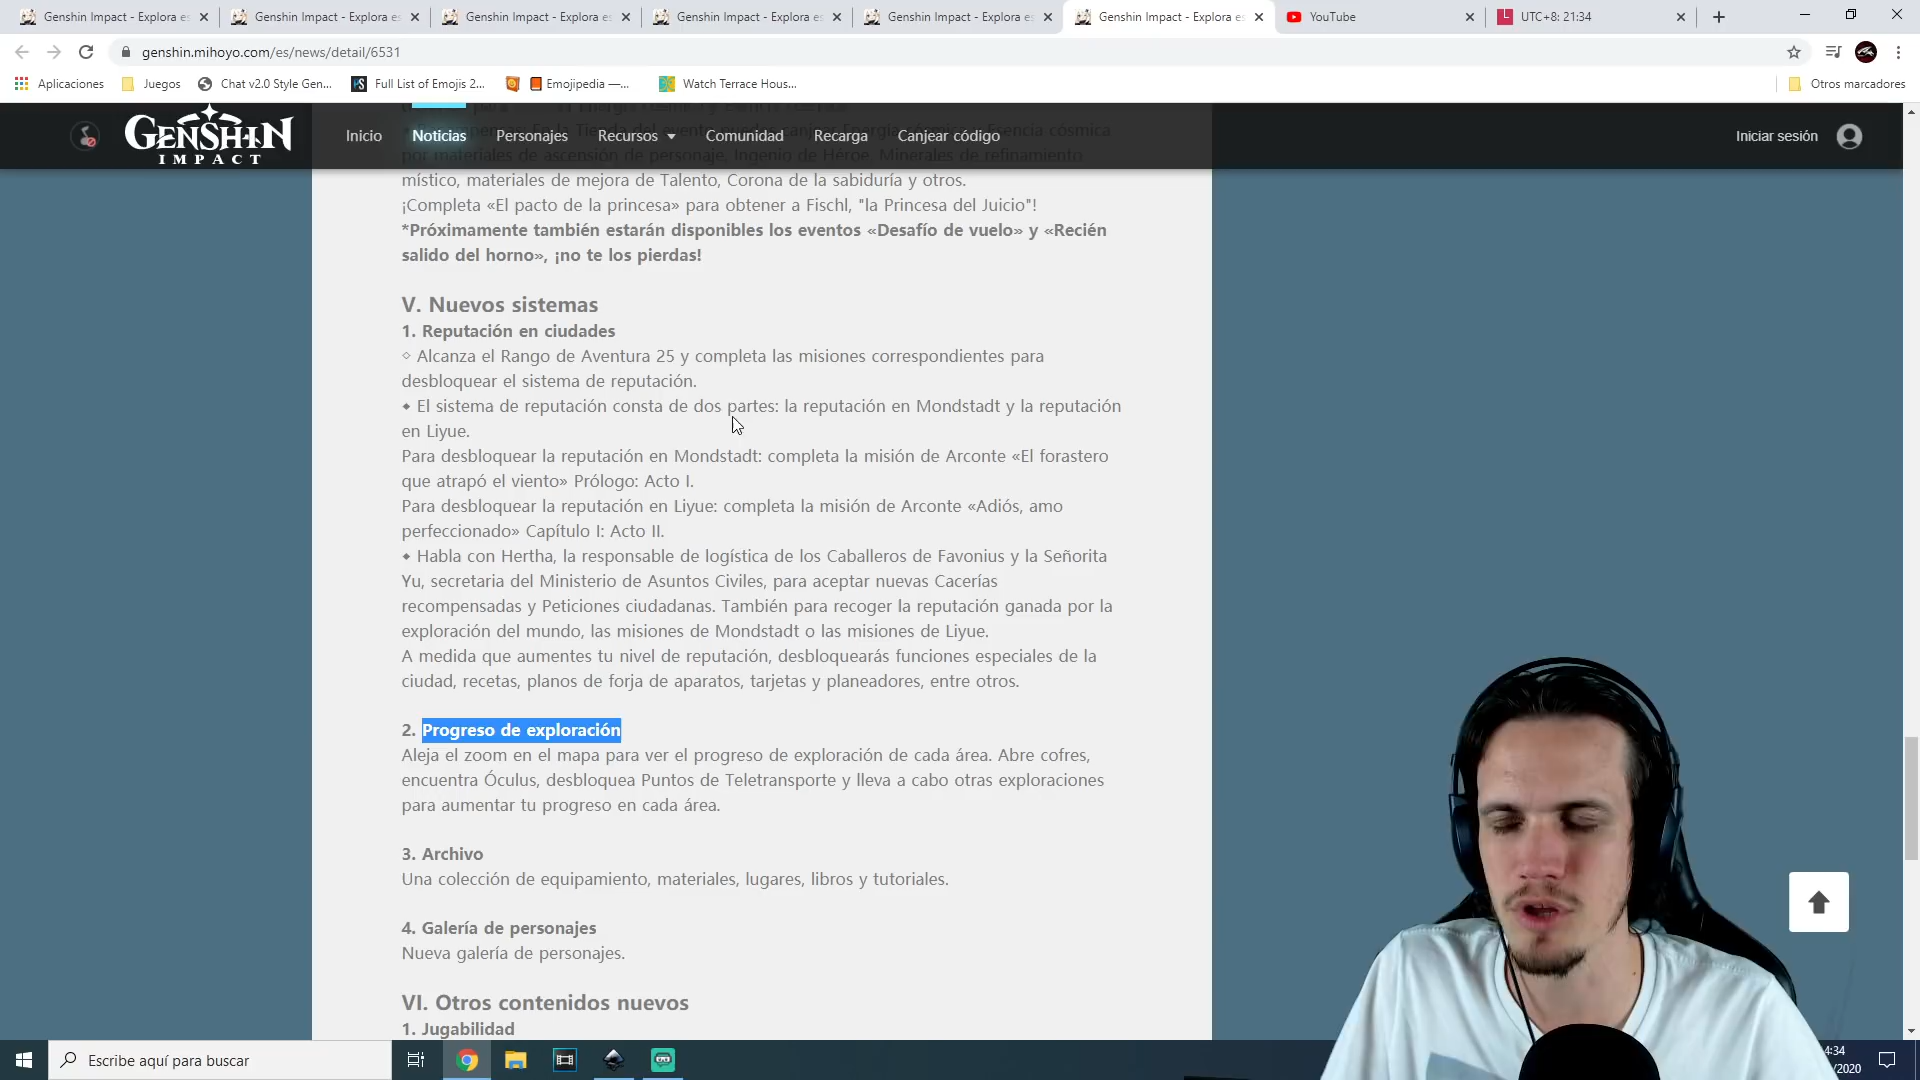 Genshin Impact - Explora e
Genshin Impact - Explora e
Genshin Impact - Explora e
Genshin Impact - Explora e
Genshin Impact - Explora e
Genshin Impact - Explora e
YouTube
UTC+8: 21:34
genshin.mihoyo.com/es/news/detail/6531
Aplicaciones
Juegos
Chat v2.0 Style Gen...
Full List of Emojis 2...
Emojipedia —...
Watch Terrace Hous...
Otros marcadores
GENSHIN
IMPACT
Inicio
Noticias
Personajes
Recursos
Comunidad
Recarga
Canjear código
Iniciar sesión
por materiales de ascensión de personaje, Ingenio de Héroe, Minerales de refinamiento
místico, materiales de mejora de Talento, Corona de la sabiduría y otros.
¡Completa «El pacto de la princesa» para obtener a Fischl, "la Princesa del Juicio"!
*Próximamente también estarán disponibles los eventos «Desafío de vuelo» y «Recién
salido del horno», ¡no te los pierdas!
V. Nuevos sistemas
1. Reputación en ciudades
◇ Alcanza el Rango de Aventura 25 y completa las misiones correspondientes para
desbloquear el sistema de reputación.
◆ El sistema de reputación consta de dos partes: la reputación en Mondstadt y la reputación
en Liyue.
Para desbloquear la reputación en Mondstadt: completa la misión de Arconte «El forastero
que atrapó el viento» Prólogo: Acto I.
Para desbloquear la reputación en Liyue: completa la misión de Arconte «Adiós, amo
perfeccionado» Capítulo I: Acto II.
◆ Habla con Hertha, la responsable de logística de los Caballeros de Favonius y la Señorita
Yu, secretaria del Ministerio de Asuntos Civiles, para aceptar nuevas Cacerías
recompensadas y Peticiones ciudadanas. También para recoger la reputación ganada por la
exploración del mundo, las misiones de Mondstadt o las misiones de Liyue.
A medida que aumentes tu nivel de reputación, desbloquearás funciones especiales de la
ciudad, recetas, planos de forja de aparatos, tarjetas y planeadores, entre otros.
2. Progreso de exploración
Aleja el zoom en el mapa para ver el progreso de exploración de cada área. Abre cofres,
encuentra Óculus, desbloquea Puntos de Teletransporte y lleva a cabo otras exploraciones
para aumentar tu progreso en cada área.
3. Archivo
Una colección de equipamiento, materiales, lugares, libros y tutoriales.
4. Galería de personajes
Nueva galería de personajes.
VI. Otros contenidos nuevos
1. Jugabilidad
Escribe aquí para buscar
4:34
/2020